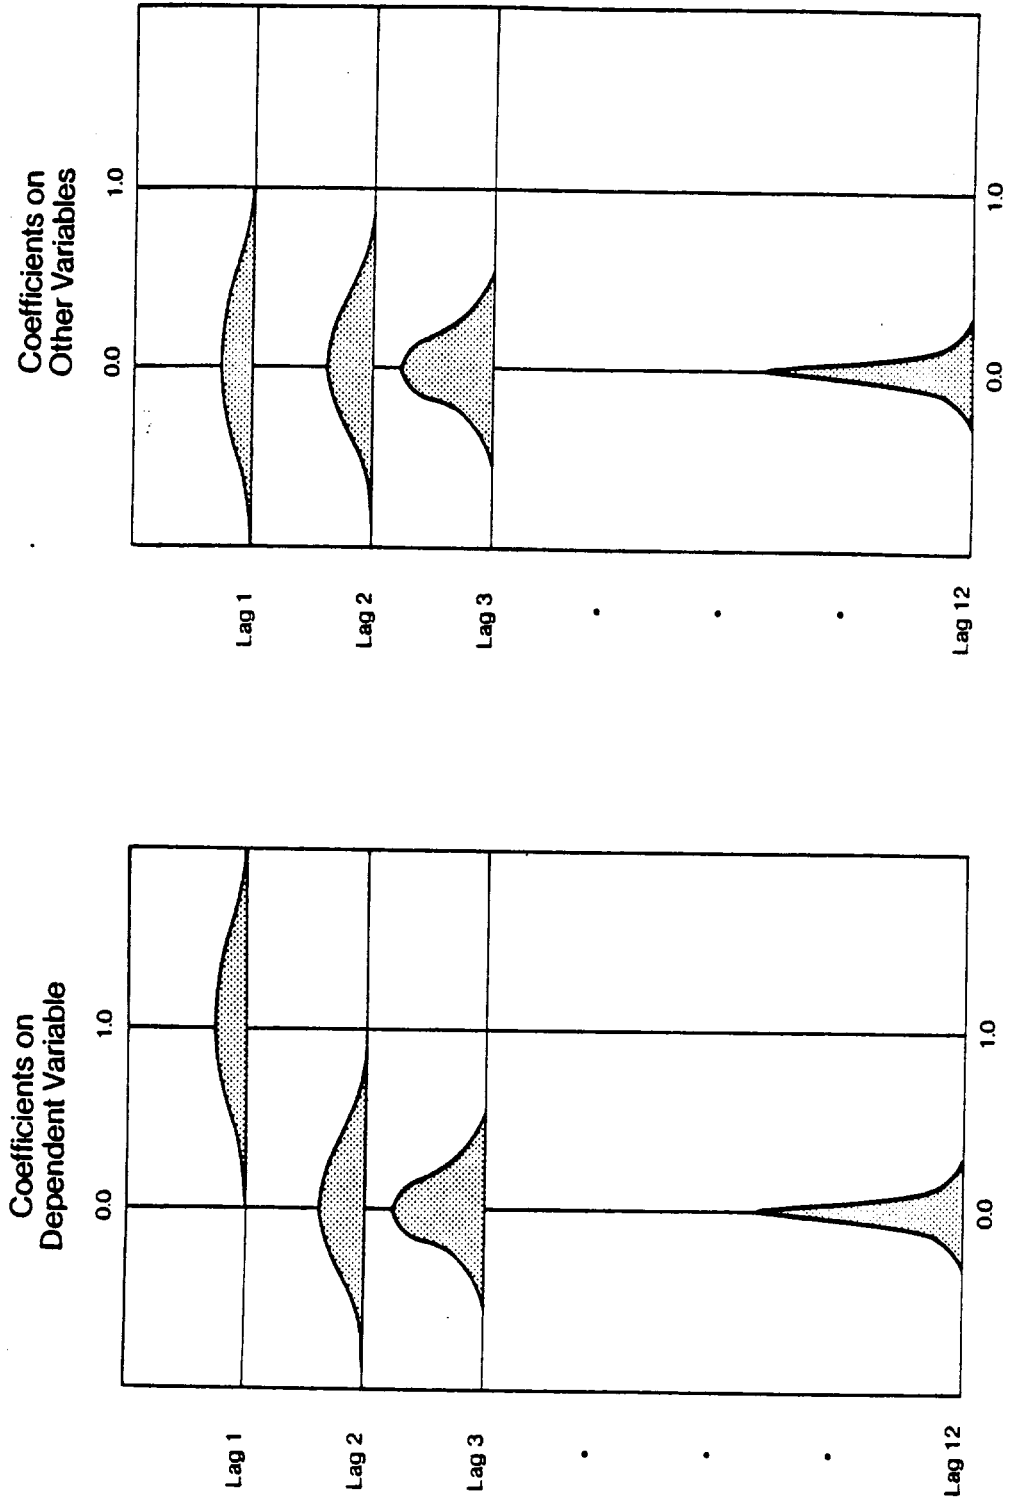 Coefficients on
Dependent Variable
0.0
1.0
Lag 1
Lag 2
Lag 3
Lag 12
0.0
1.0
Coefficients on
Other Variables
0.0
1.0
Lag 1
Lag 2
Lag 3
Lag 12
0.0
1.0